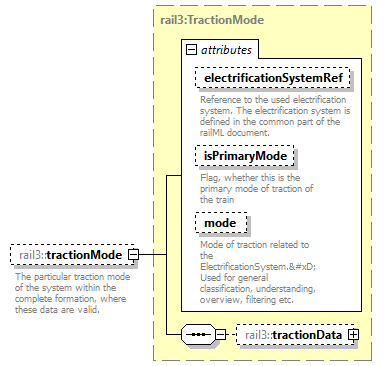 rail3:TractionMode
attributes
electrificationSystemRef
Reference to the used electrification
system. The electrification system is
defined in the common part of the
railML document.
isPrimaryMode
Flag, whether this is the
primary mode of traction of
the train
mode
Mode of traction related to
the
ElectrificationSystem.&#xD;
Used for general
classification, understanding,
overview, filtering etc.
rail3::tractionMode
The particular traction mode
of the system within the
complete formation, where
these data are valid.
rail3::tractionData